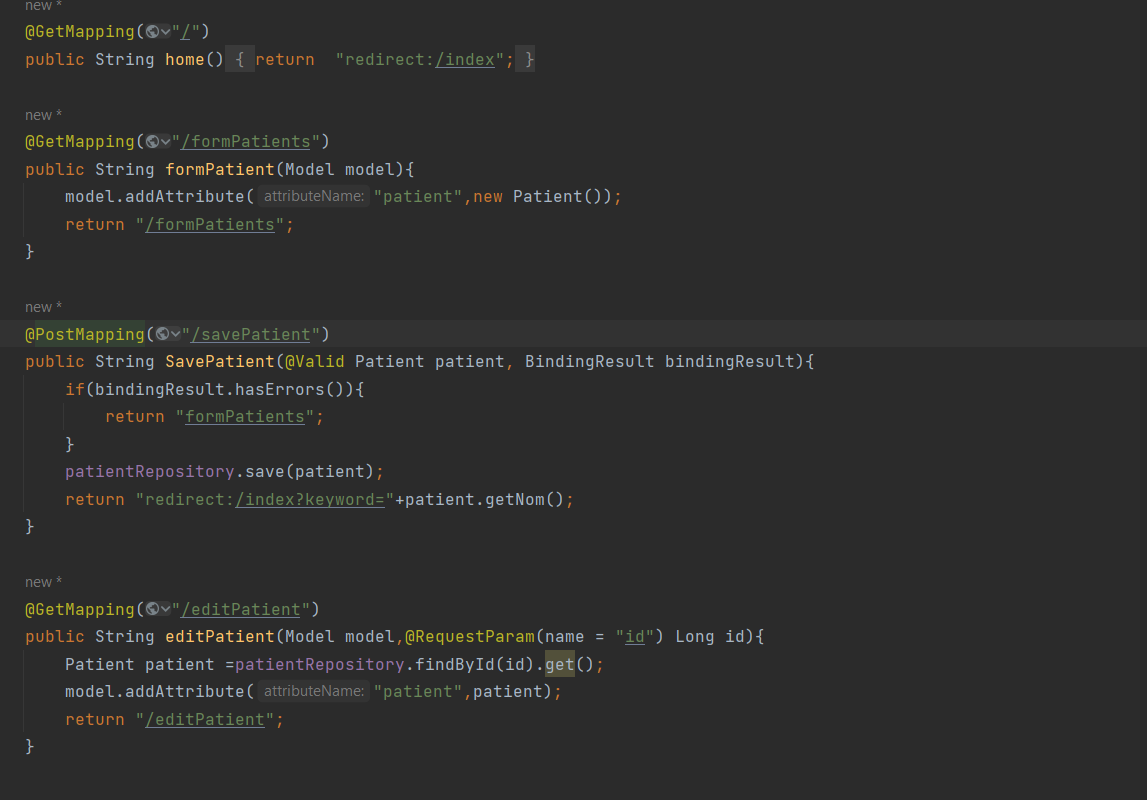 new *
@GetMapping("/")
public String home() { return  "redirect:/index"; }
new *
@GetMapping("/formPatients")
public String formPatient(Model model){
model.addAttribute( attributeName: "patient",new Patient());
return "/formPatients";
}
new *
@PostMapping("/savePatient")
public String SavePatient(@Valid Patient patient, BindingResult bindingResult){
if(bindingResult.hasErrors()){
return "formPatients";
}
patientRepository.save(patient);
return "redirect:/index?keyword="+patient.getNom();
}
new *
@GetMapping("/editPatient")
public String editPatient(Model model,@RequestParam(name = "id") Long id){
Patient patient =patientRepository.findById(id).get();
model.addAttribute( attributeName: "patient",patient);
return "/editPatient";
}